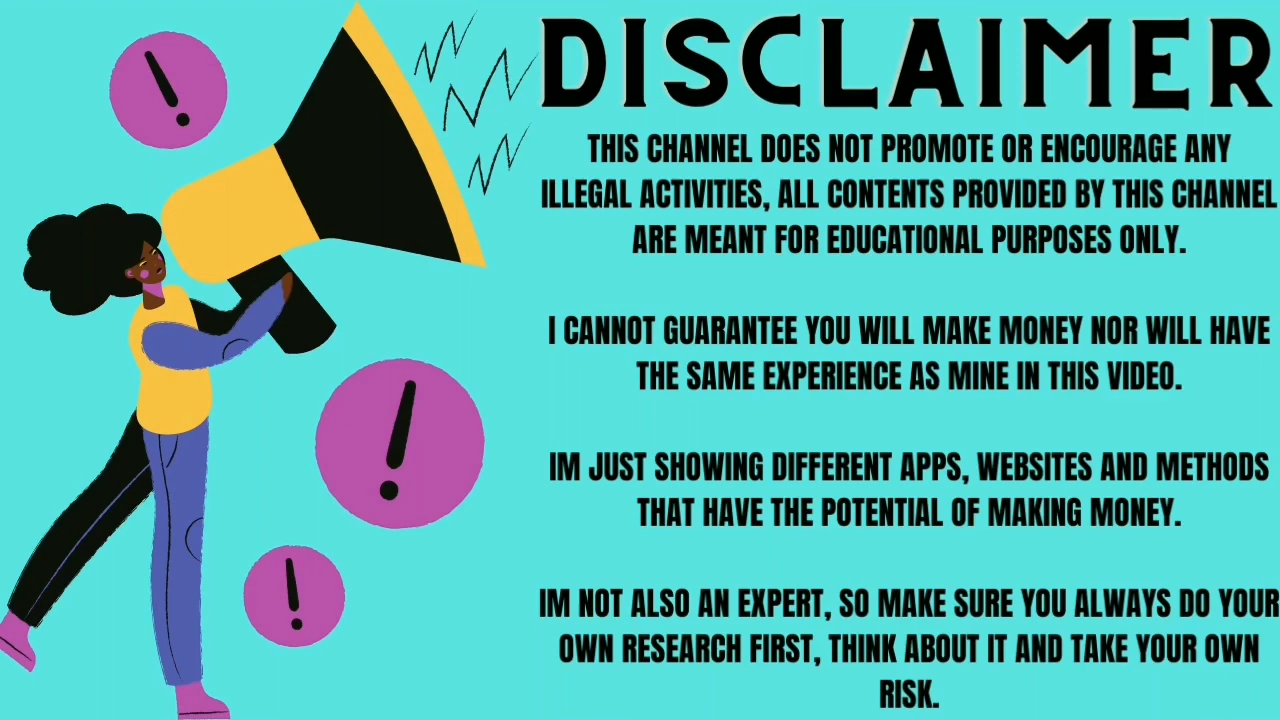 DISCLAIMER
THIS CHANNEL DOES NOT PROMOTE OR ENCOURAGE ANY
ILLEGAL ACTIVITIES, ALL CONTENTS PROVIDED BY THIS CHANNEL
ARE MEANT FOR EDUCATIONAL PURPOSES ONLY.
I CANNOT GUARANTEE YOU WILL MAKE MONEY NOR WILL HAVE
THE SAME EXPERIENCE AS MINE IN THIS VIDEO.
IM JUST SHOWING DIFFERENT APPS, WEBSITES AND METHODS
THAT HAVE THE POTENTIAL OF MAKING MONEY.
IM NOT ALSO AN EXPERT, SO MAKE SURE YOU ALWAYS DO YOUR
OWN RESEARCH FIRST, THINK ABOUT IT AND TAKE YOUR OWN
RISK.